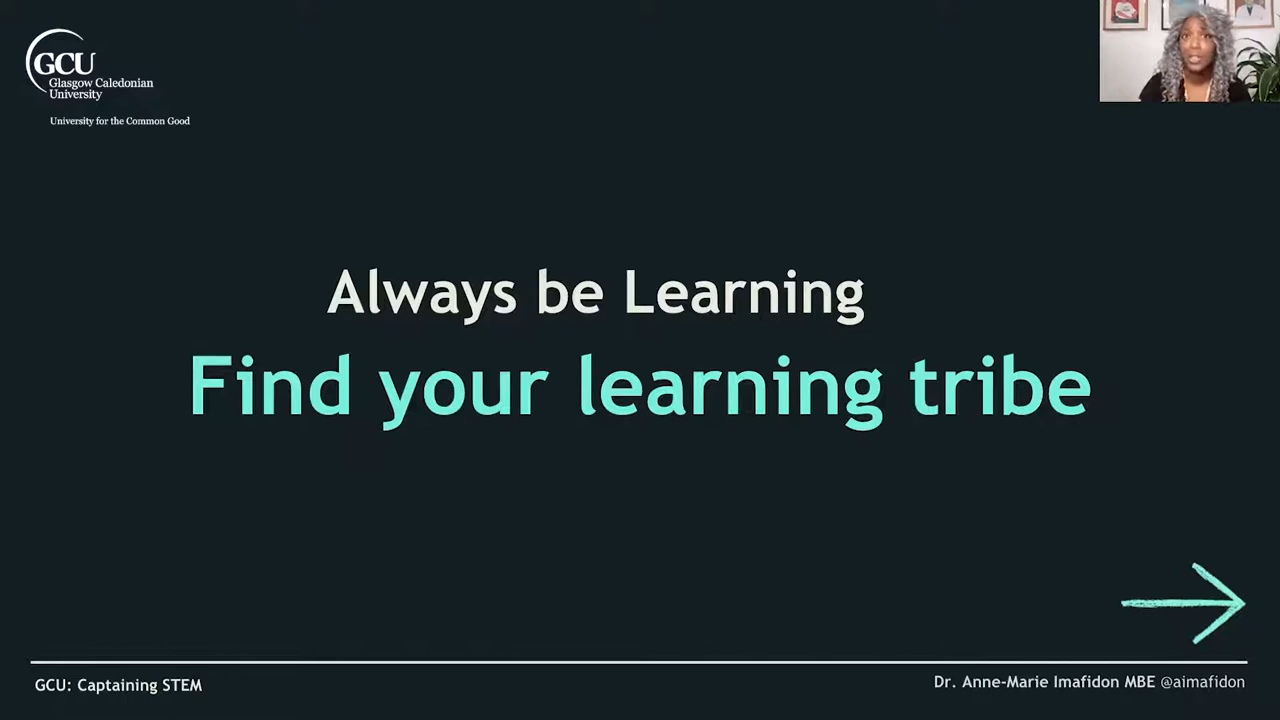 GCU
Glasgow Caledonian
University
University for the Common Good
Always be Learning
Find your learning tribe
GCU: Captaining STEM
Dr. Anne-Marie Imafidon MBE @aimafidon